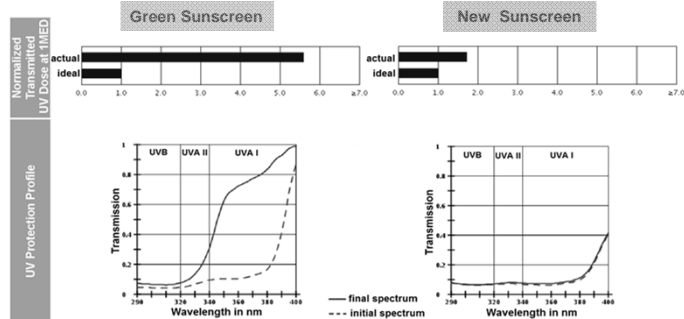 Green Sunscreen
New Sunscreen
Normalized
Transmitted
UV Dose at 1MED
actual
ideal
0.0 1.0 2.0 3.0 4.0 5.0 6.0 ≥7.0
actual
ideal
0.0 1.0 2.0 3.0 4.0 5.0 6.0 ≥7.0
UV Protection Profile
Transmission
1
0.8
0.6
0.4
0.2
0
UVB UVA II UVA I
290 320 340 360 380 400
Wavelength in nm
final spectrum
initial spectrum
Transmission
1
0.8
0.6
0.4
0.2
0
UVB UVA II UVA I
290 320 340 360 380 400
Wavelength in nm